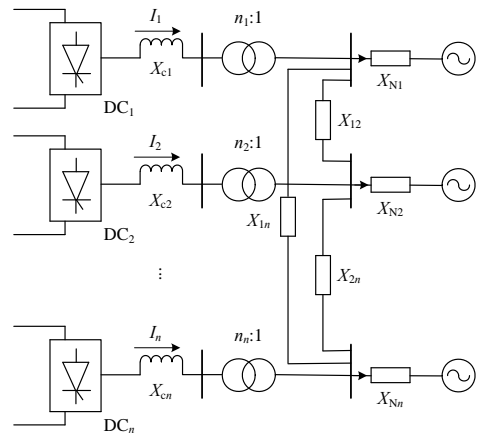 I1 n1:1
Xc1 XN1
DC1
X12
I2 n2:1
Xc2 X1n XN2
DC2
X2n
⋮
In nn:1
Xcn XNn
DCn